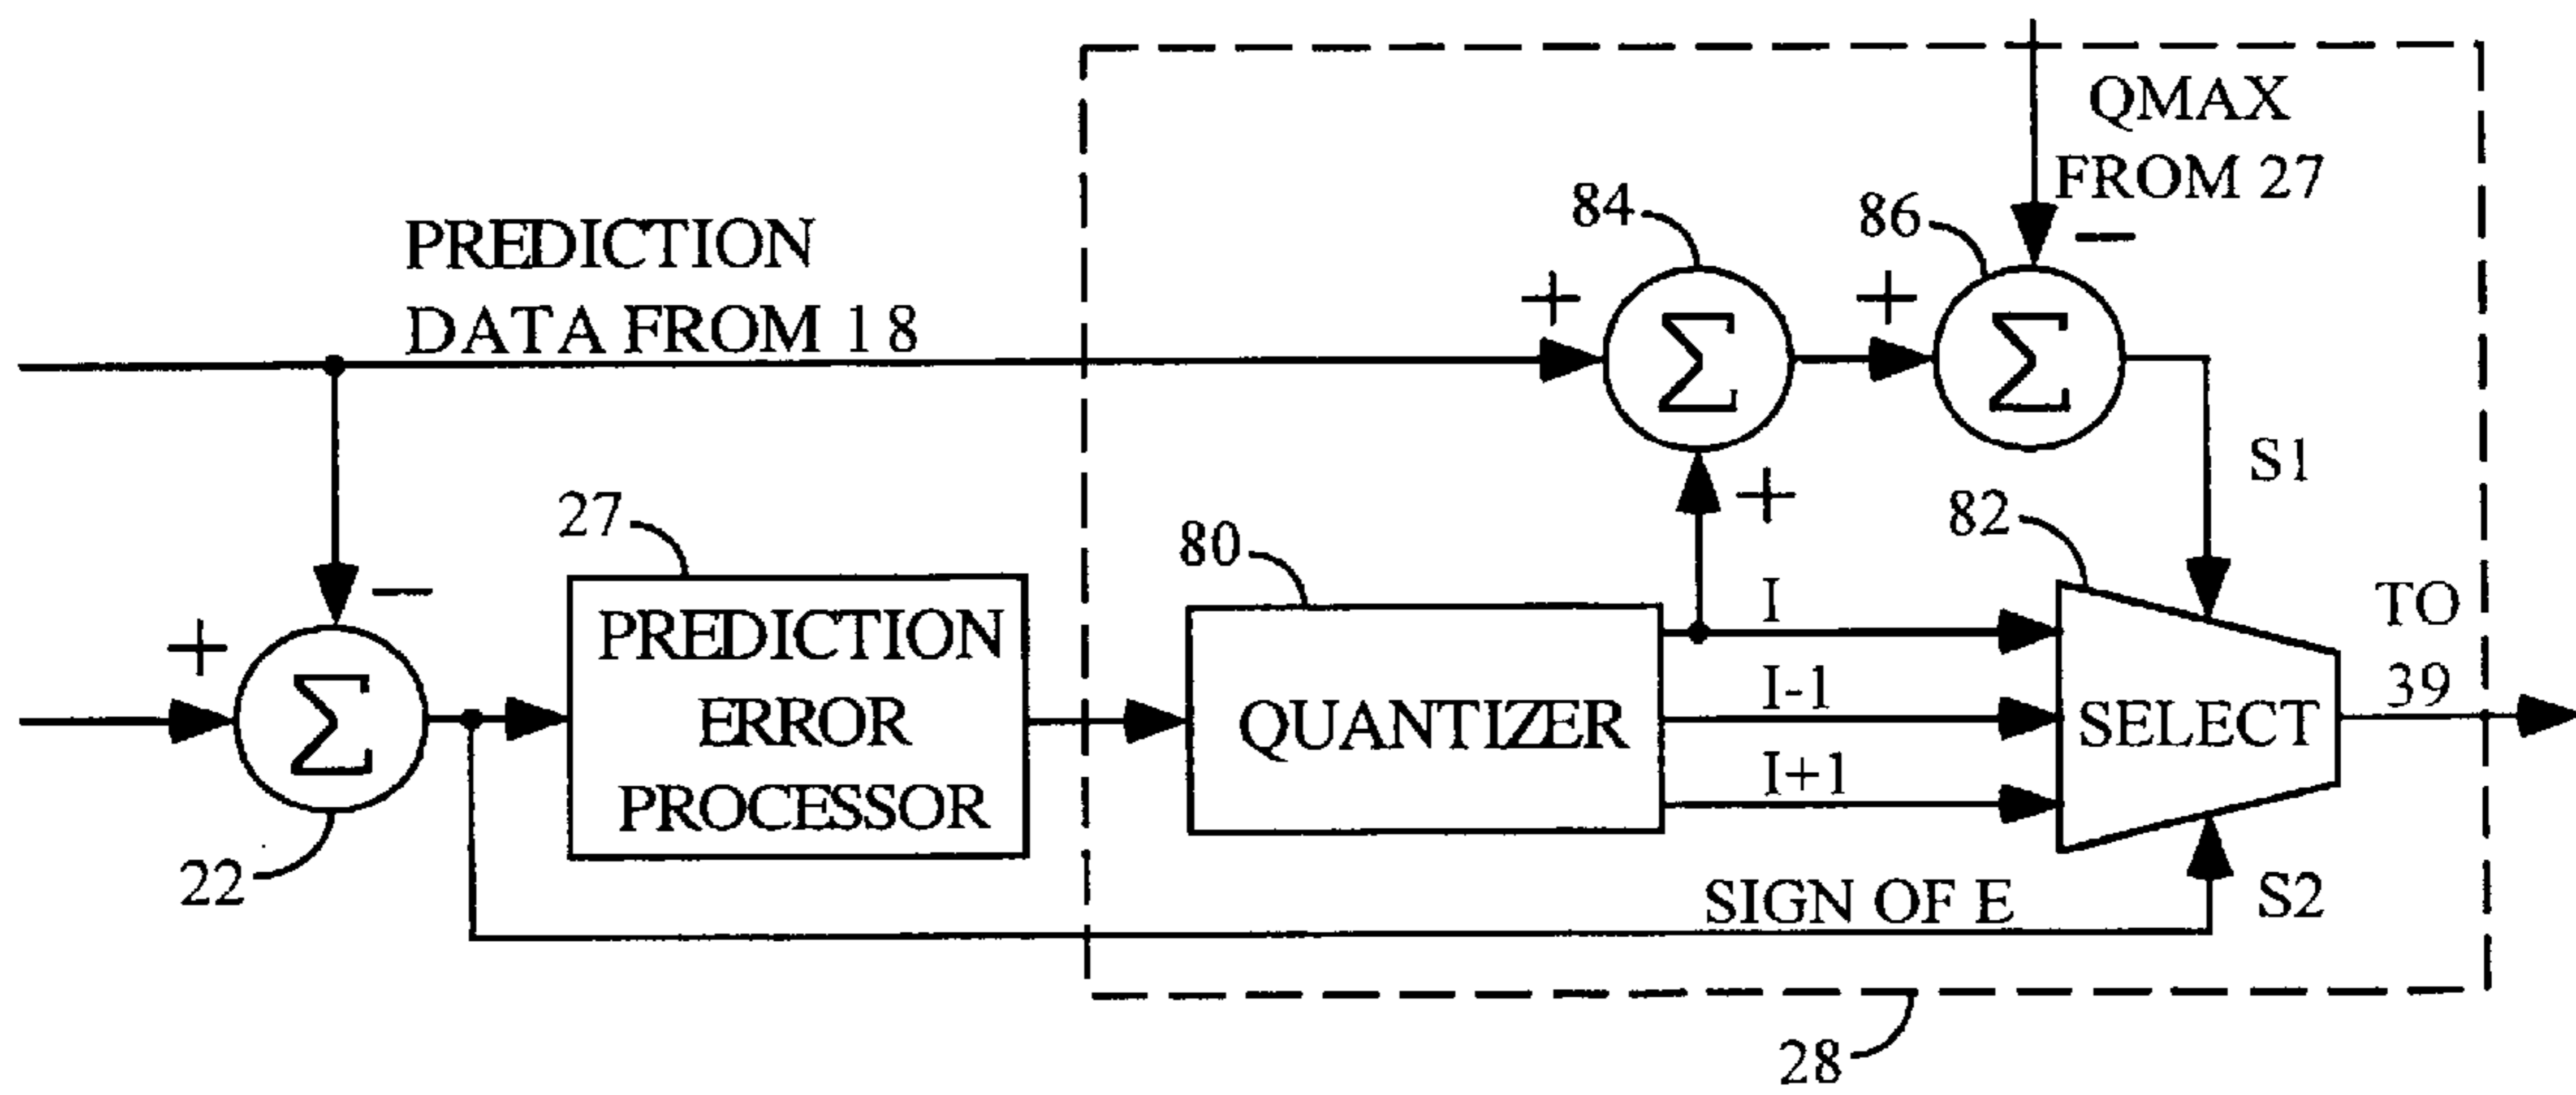 QMAX
FROM 27
84
86
PREDICTION
DATA FROM 18
+
+
−
Σ
Σ
S1
27
80
82
+
−
I
TO
39
+
PREDICTION
ERROR
PROCESSOR
QUANTIZER
I-1
SELECT
Σ
I+1
22
SIGN OF E
S2
28